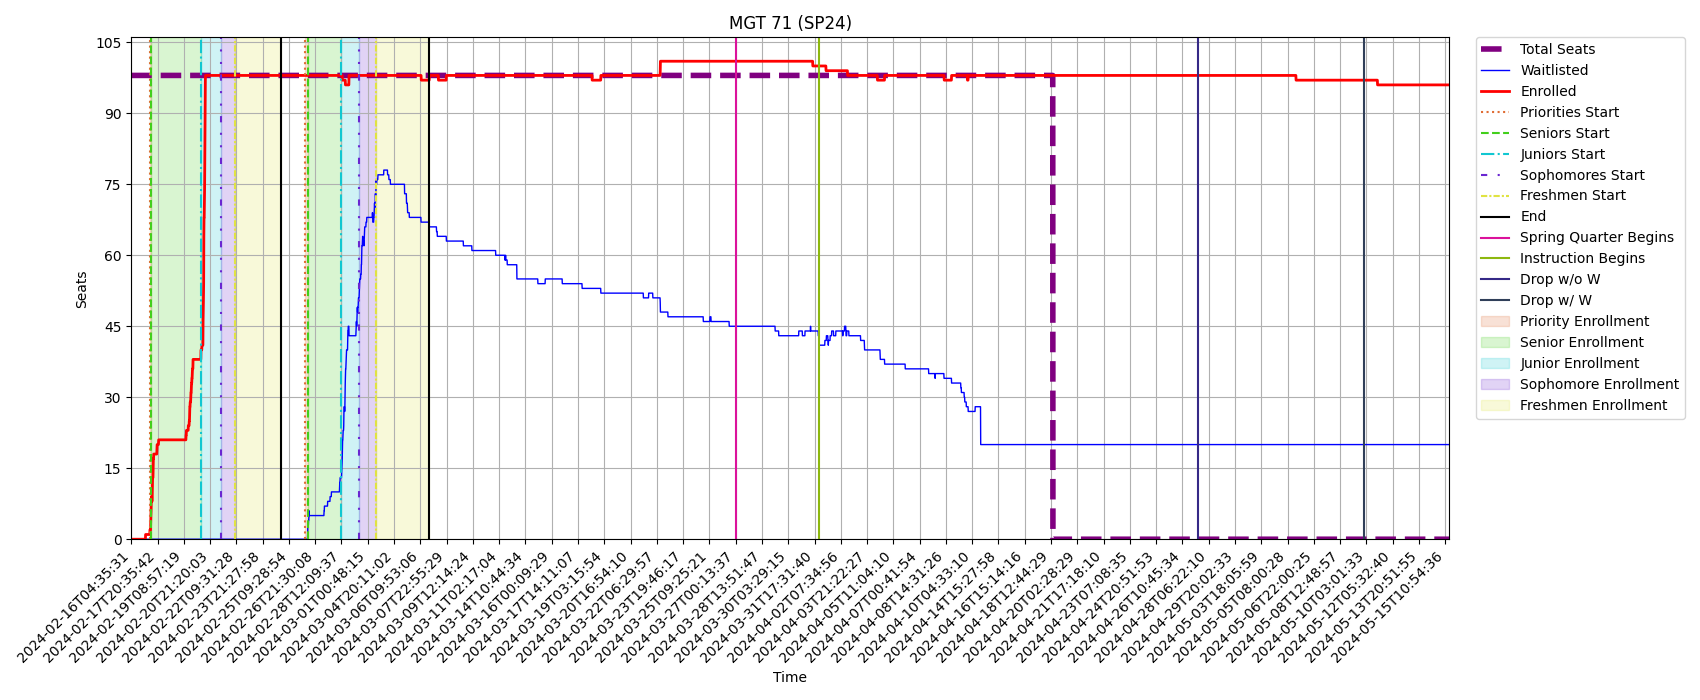 MGT 71 (SP24)
Seats
105
90
75
60
45
30
15
0
2024-02-16T04:35:31
2024-02-17T20:35:42
2024-02-19T08:57:19
2024-02-20T21:20:03
2024-02-22T09:31:28
2024-02-23T21:27:58
2024-02-25T09:28:54
2024-02-26T21:30:08
2024-02-28T12:09:37
2024-03-01T00:48:15
2024-03-04T20:11:02
2024-03-06T09:53:06
2024-03-07T22:55:29
2024-03-09T12:14:24
2024-03-11T02:17:04
2024-03-14T10:44:34
2024-03-16T00:09:29
2024-03-17T14:11:07
2024-03-19T03:15:54
2024-03-20T16:54:10
2024-03-22T06:29:57
2024-03-23T19:46:17
2024-03-25T09:25:21
2024-03-27T00:13:37
2024-03-28T13:51:47
2024-03-30T03:29:15
2024-03-31T17:31:40
2024-04-02T07:34:56
2024-04-03T21:22:27
2024-04-05T11:04:10
2024-04-07T00:41:54
2024-04-08T14:31:26
2024-04-10T04:33:10
2024-04-14T15:27:58
2024-04-16T15:14:16
2024-04-18T12:44:29
2024-04-20T02:28:29
2024-04-21T17:18:10
2024-04-23T07:08:35
2024-04-24T20:51:53
2024-04-26T10:45:34
2024-04-28T06:22:10
2024-04-29T20:02:33
2024-05-03T18:05:59
2024-05-05T08:00:28
2024-05-06T22:00:25
2024-05-08T12:48:57
2024-05-10T03:01:33
2024-05-12T05:32:40
2024-05-13T20:51:55
2024-05-15T10:54:36
Time
Total Seats
Waitlisted
Enrolled
Priorities Start
Seniors Start
Juniors Start
Sophomores Start
Freshmen Start
End
Spring Quarter Begins
Instruction Begins
Drop w/o W
Drop w/ W
Priority Enrollment
Senior Enrollment
Junior Enrollment
Sophomore Enrollment
Freshmen Enrollment